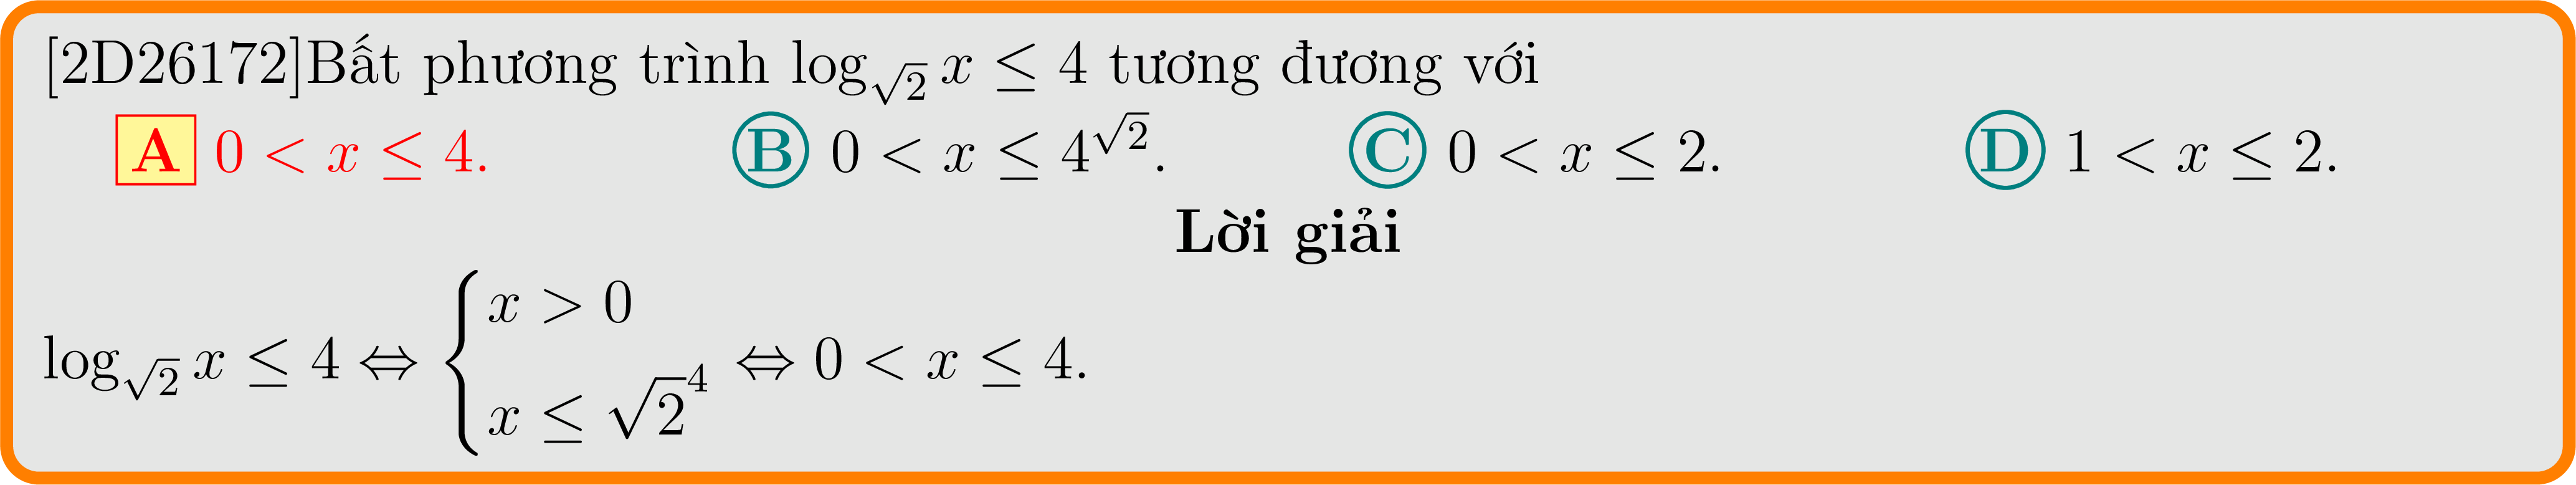 [2D26172]Bất phương trình $\log_{\sqrt{2}} x \leq 4$ tương đương với
A $0 < x \leq 4$. B $0 < x \leq 4^{\sqrt{2}}$. C $0 < x \leq 2$. D $1 < x \leq 2$.
Lời giải
$\log_{\sqrt{2}} x \leq 4 \Leftrightarrow \begin{cases} x > 0 \\ x \leq \sqrt{2}^4 \end{cases} \Leftrightarrow 0 < x \leq 4.$